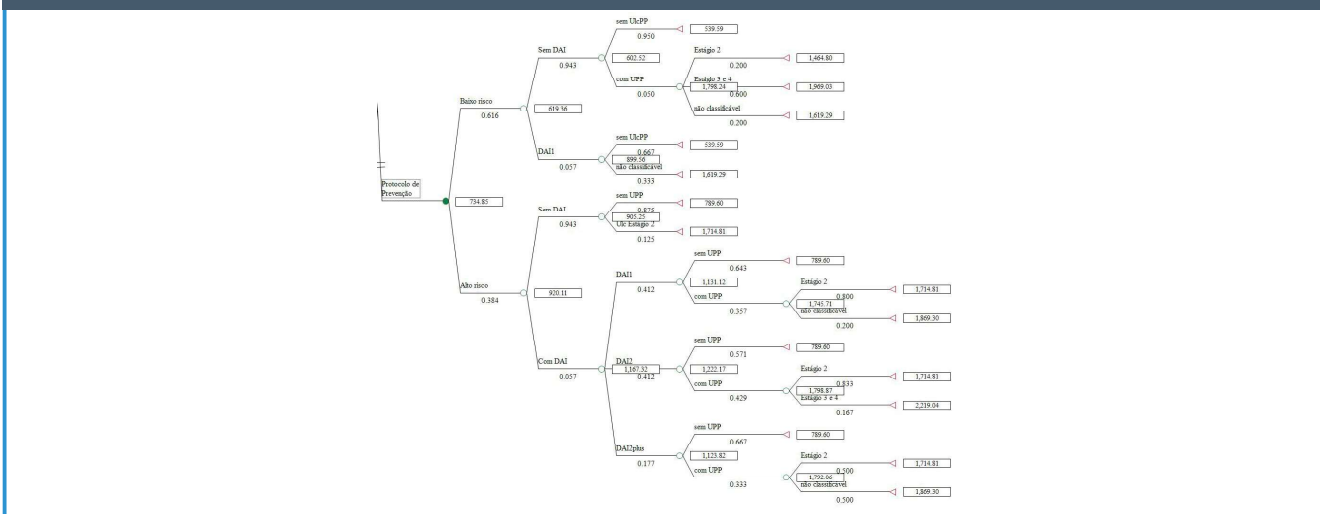 sem UlcPP
0.950
539.59
Sem DAI
0.943
602.52
Estágio 2
0.200
1,464.80
com UPP
0.050
1,798.24
Estágio 3 e 4
0.600
1,969.03
não classificável
0.200
1,619.29
Baixo risco
0.616
619.36
sem UlcPP
0.667
539.59
DAI1
0.057
899.56
não classificável
0.333
1,619.29
Protocolo de
Prevenção
734.85
sem UPP
0.875
789.60
Sem DAI
0.943
905.25
Ulc Estágio 2
0.125
1,714.81
Alto risco
0.384
920.11
sem UPP
0.643
789.60
DAI1
0.412
1,131.12
Estágio 2
0.800
1,714.81
com UPP
0.357
1,745.71
não classificável
0.200
1,869.30
Com DAI
0.057
1,167.32
sem UPP
0.571
789.60
DAI2
0.412
1,222.17
Estágio 2
0.833
1,714.81
com UPP
0.429
1,798.87
Estágio 3 e 4
0.167
2,219.04
sem UPP
0.667
789.60
DAI2plus
0.177
1,123.82
Estágio 2
0.500
1,714.81
com UPP
0.333
1,792.06
não classificável
0.500
1,869.30